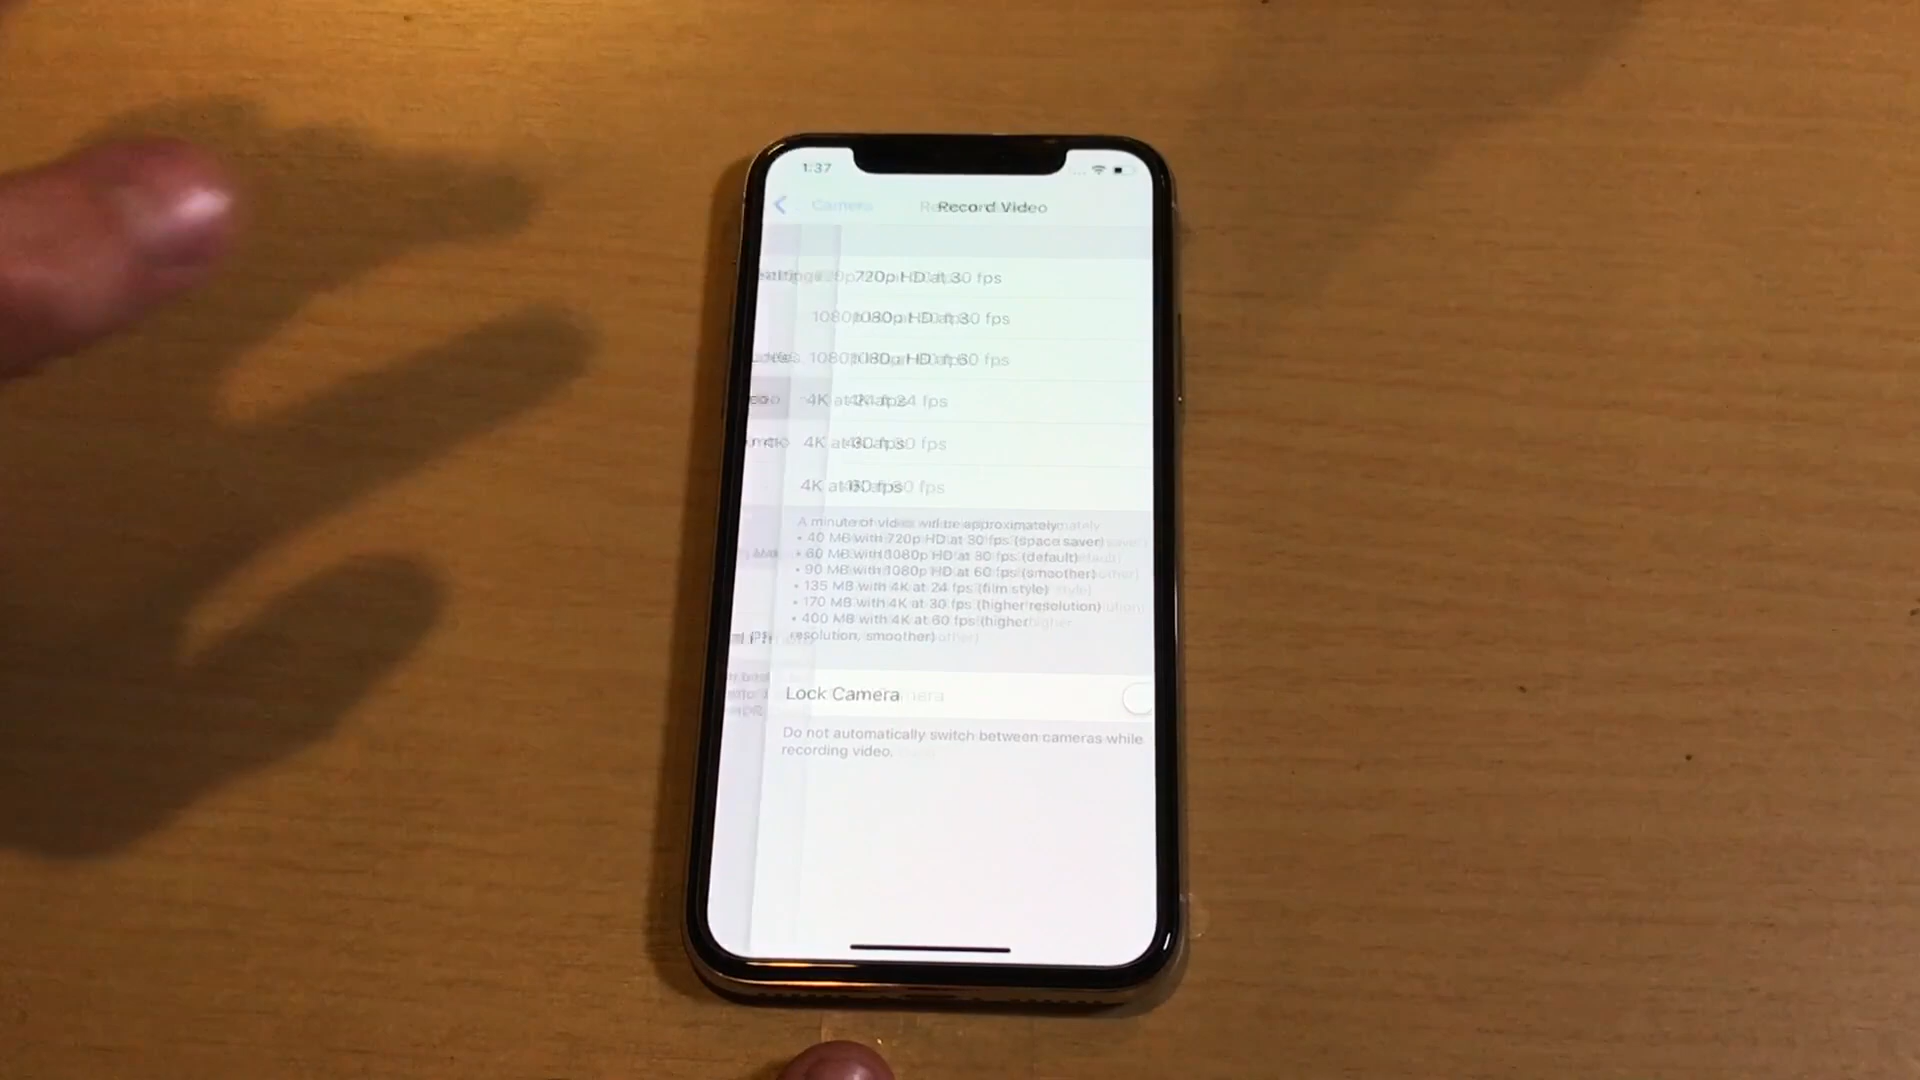 1:37
Camera
Record Video
720p HD at 30 fps
1080p HD at 30 fps
1080p HD at 60 fps
4K at 24 fps
4K at 30 fps
4K at 60 fps
A minute of video will be approximately
• 40 MB with 720p HD at 30 fps (space saver)
• 60 MB with 1080p HD at 30 fps (default)
• 90 MB with 1080p HD at 60 fps (smoother)
• 135 MB with 4K at 24 fps (film style)
• 170 MB with 4K at 30 fps (higher resolution)
• 400 MB with 4K at 60 fps (higher
resolution, smoother)
Lock Camera
Do not automatically switch between cameras while
recording video.